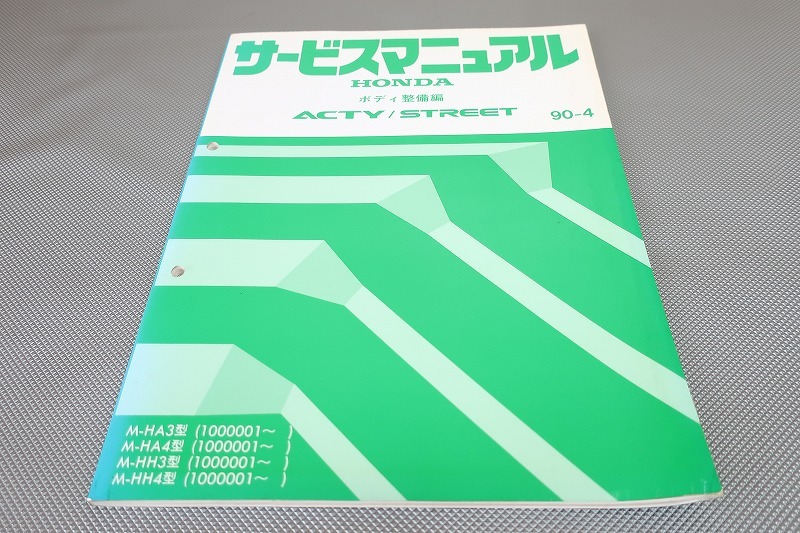 サービスマニュアル
HONDA
ボディ整備編
ACTY/STREET 90-4
M-HA3型 (1000001〜 )
M-HA4型 (1000001〜 )
M-HH3型 (1000001〜 )
M-HH4型 (1000001〜 )